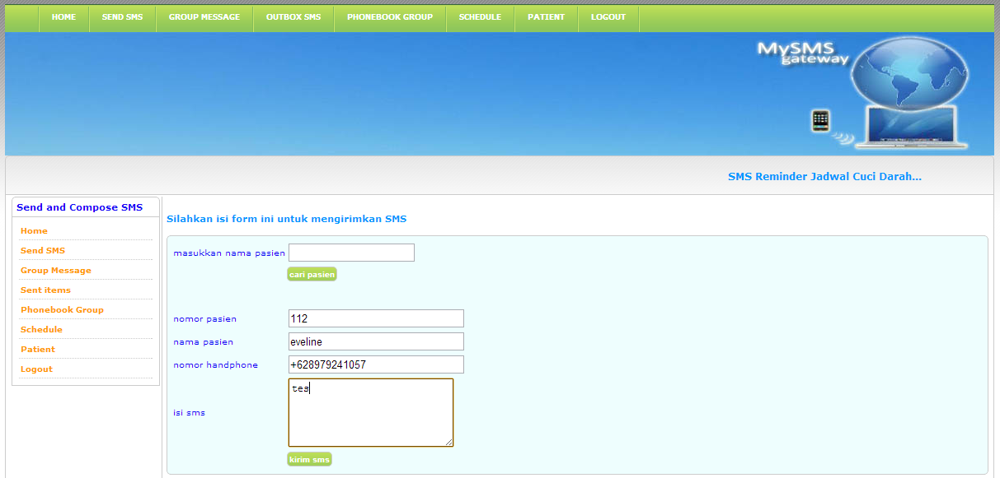 HOME SEND SMS GROUP MESSAGE OUTBOX SMS PHONEBOOK GROUP SCHEDULE PATIENT LOGOUT
MySMS
gateway
SMS Reminder Jadwal Cuci Darah...
Send and Compose SMS
Home
Send SMS
Group Message
Sent items
Phonebook Group
Schedule
Patient
Logout
Silahkan isi form ini untuk mengirimkan SMS
masukkan nama pasien
cari pasien
nomor pasien 112
nama pasien eveline
nomor handphone +628979241057
isi sms tes
kirim sms